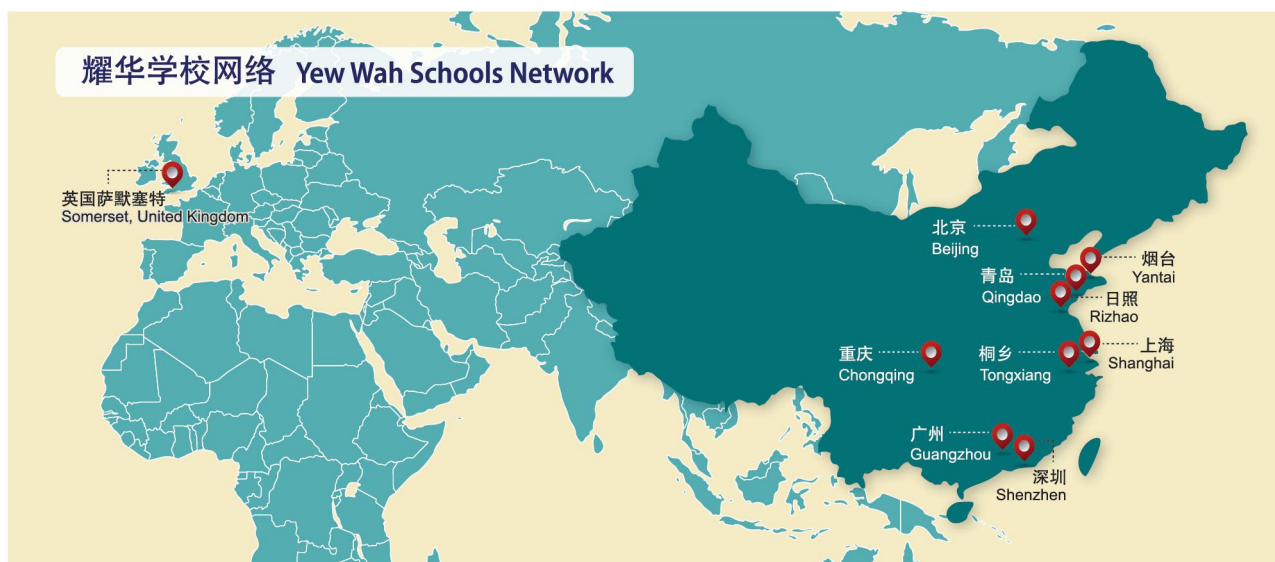 耀华学校网络 Yew Wah Schools Network
英国萨默塞特
Somerset, United Kingdom
北京
Beijing
烟台
Yantai
青岛
Qingdao
日照
Rizhao
重庆
Chongqing
桐乡
Tongxiang
上海
Shanghai
广州
Guangzhou
深圳
Shenzhen